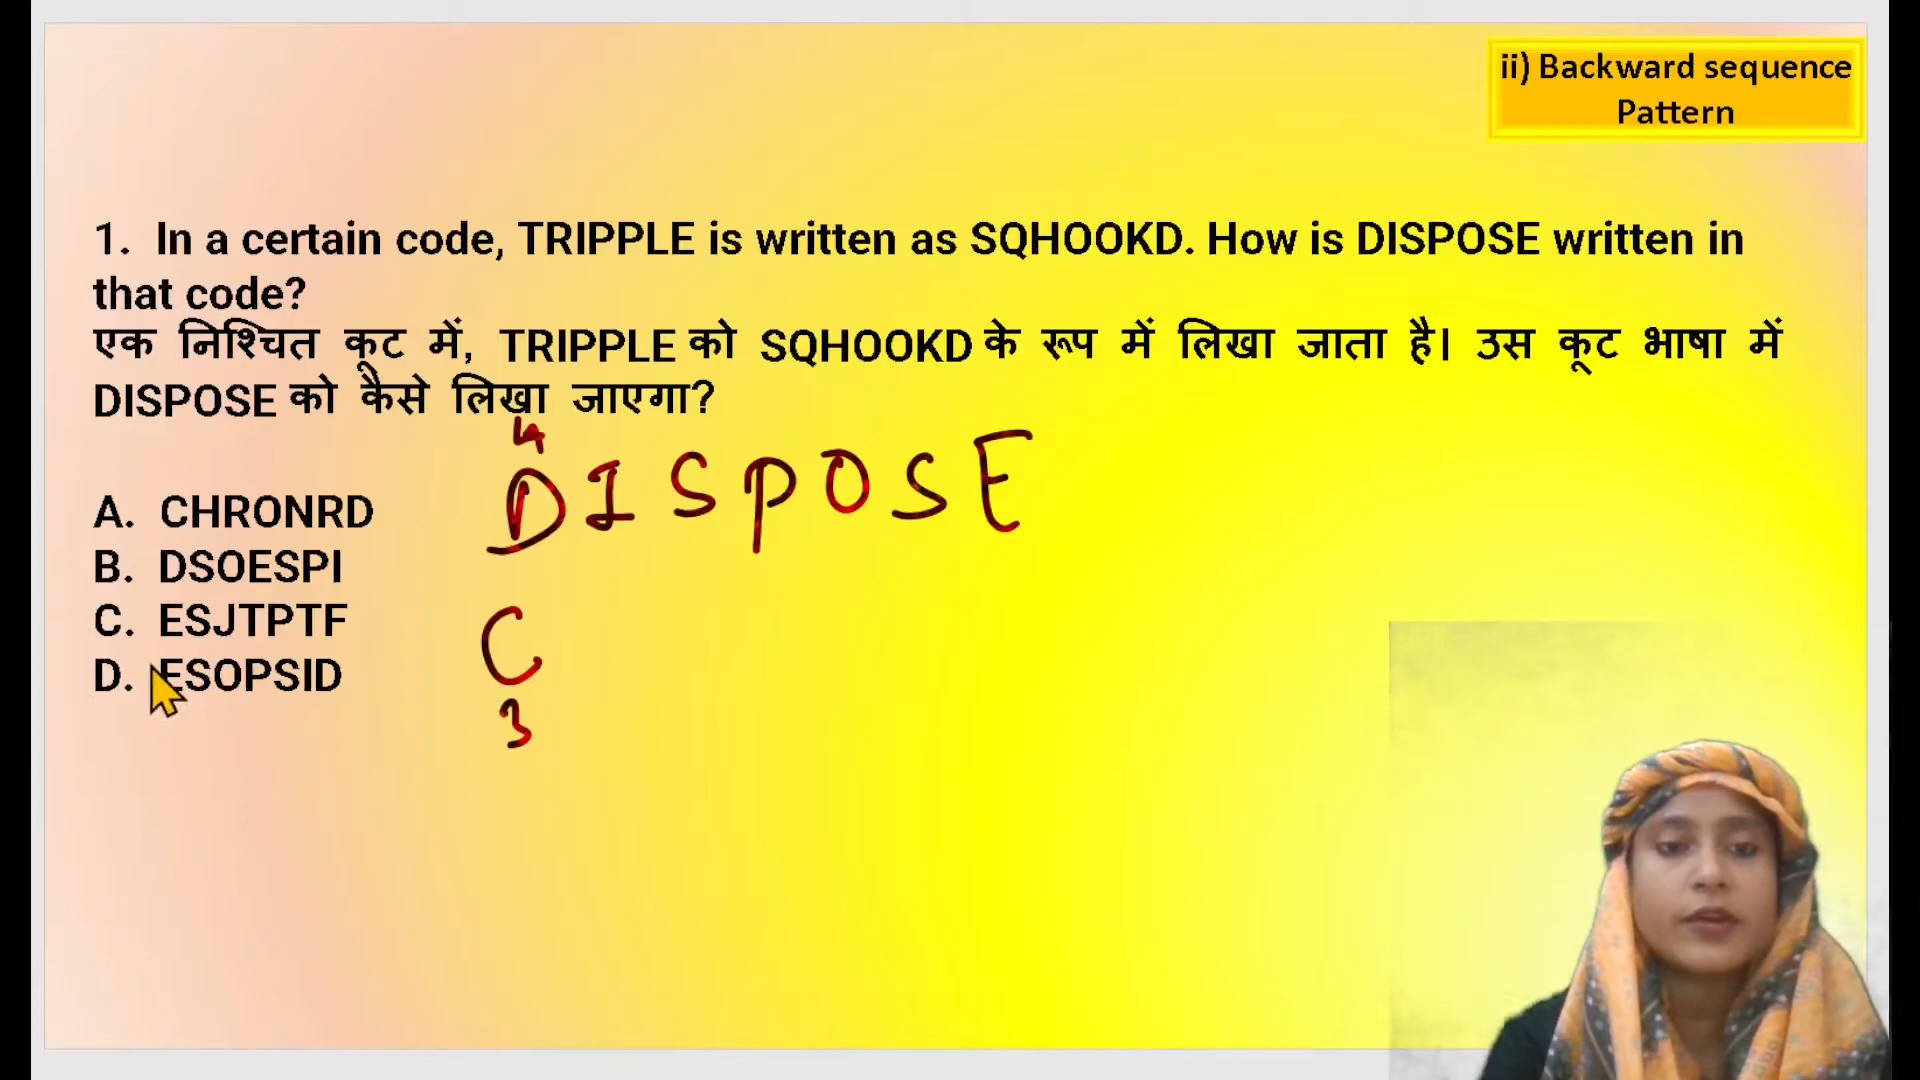 ii) Backward sequence
Pattern
1. In a certain code, TRIPPLE is written as SQHOOKD. How is DISPOSE written in
that code?
एक निश्चित कूट में, TRIPPLE को SQHOOKD के रूप में लिखा जाता है। उस कूट भाषा में
DISPOSE को कैसे लिखा जाएगा?
4
DISPOSE
A. CHRONRD
B. DSOESPI
C. ESJTPTF
D. ESOPSID
C
3